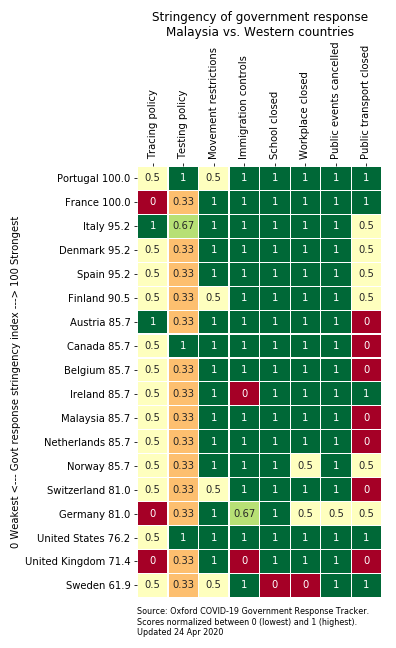 Stringency of government response
Malaysia vs. Western countries
Tracing policy
Testing policy
Movement restrictions
Immigration controls
School closed
Workplace closed
Public events cancelled
Public transport closed
0 Weakest <--- Govt response stringency index ---> 100 Strongest
Portugal 100.0 0.5 1 0.5 1 1 1 1 1
France 100.0 0 0.33 1 1 1 1 1 1
Italy 95.2 1 0.67 1 1 1 1 1 0.5
Denmark 95.2 0.5 0.33 1 1 1 1 1 0.5
Spain 95.2 0.5 0.33 1 1 1 1 1 0.5
Finland 90.5 0.5 0.33 0.5 1 1 1 1 0.5
Austria 85.7 1 0.33 1 1 1 1 1 0
Canada 85.7 0.5 1 1 1 1 1 1 0
Belgium 85.7 0.5 0.33 1 1 1 1 1 0
Ireland 85.7 0.5 0.33 1 0 1 1 1 1
Malaysia 85.7 0.5 0.33 1 1 1 1 1 0
Netherlands 85.7 0.5 0.33 1 1 1 1 1 0
Norway 85.7 0.5 0.33 1 1 1 0.5 1 0.5
Switzerland 81.0 0.5 0.33 0.5 1 1 1 1 0
Germany 81.0 0 0.33 1 0.67 1 0.5 0.5 0.5
United States 76.2 0.5 1 1 1 1 1 1 1
United Kingdom 71.4 0 0.33 1 0 1 1 1 0
Sweden 61.9 0.5 0.33 0.5 1 0 0 1 1
Source: Oxford COVID-19 Government Response Tracker.
Scores normalized between 0 (lowest) and 1 (highest).
Updated 24 Apr 2020